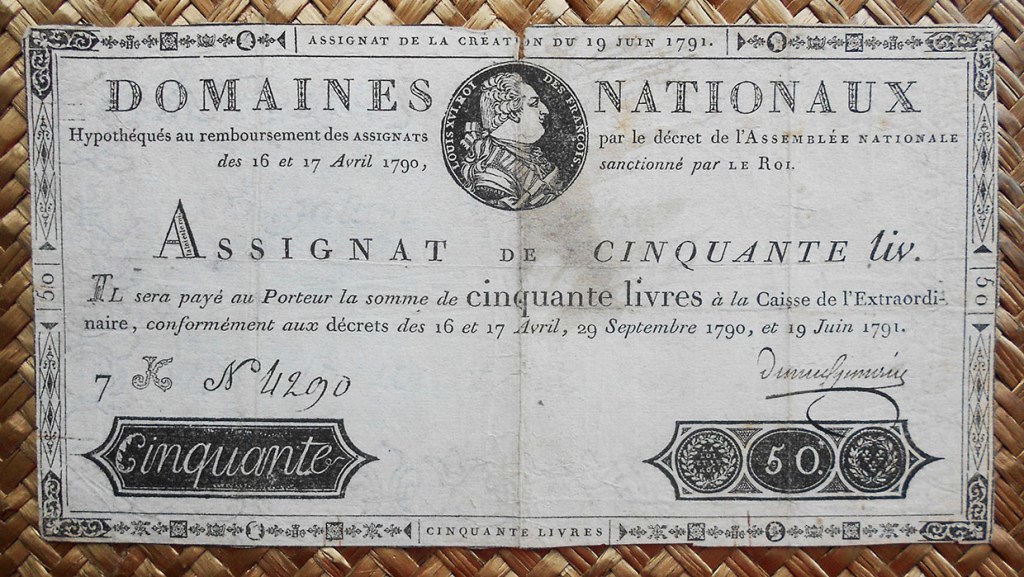 ASSIGNAT DE LA CRÉATION DU 19 JUIN 1791.
DOMAINES NATIONAUX
LOUIS XVI ROI DES FRANÇOIS
Hypothéqués au remboursement des ASSIGNATS par le décret de l'ASSEMBLÉE NATIONALE
des 16 et 17 Avril 1790, sanctionné par LE ROI.
ASSIGNAT DE CINQUANTE liv.
IL sera payé au Porteur la somme de cinquante livres à la Caisse de l'Extraordi-
naire, conformément aux décrets des 16 et 17 Avril, 29 Septembre 1790, et 19 Juin 1791.
50
50
7 K N 4290
Cinquante
50.
CINQUANTE LIVRES